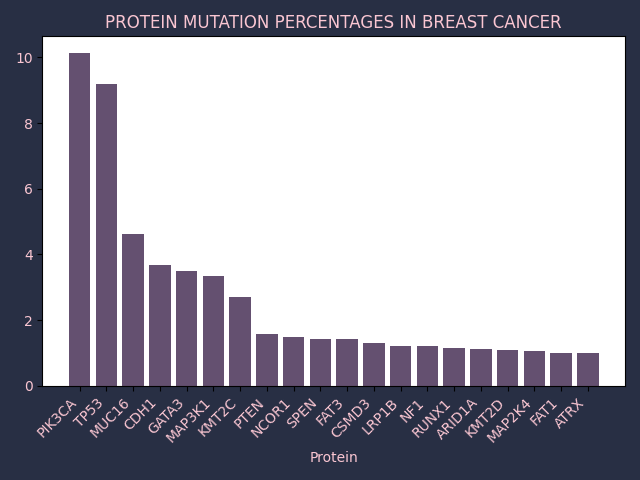 PROTEIN MUTATION PERCENTAGES IN BREAST CANCER
10
8
6
4
2
0
PIK3CA
TP53
MUC16
CDH1
GATA3
MAP3K1
KMT2C
PTEN
NCOR1
SPEN
FAT3
CSMD3
LRP1B
NF1
RUNX1
ARID1A
KMT2D
MAP2K4
FAT1
ATRX
Protein